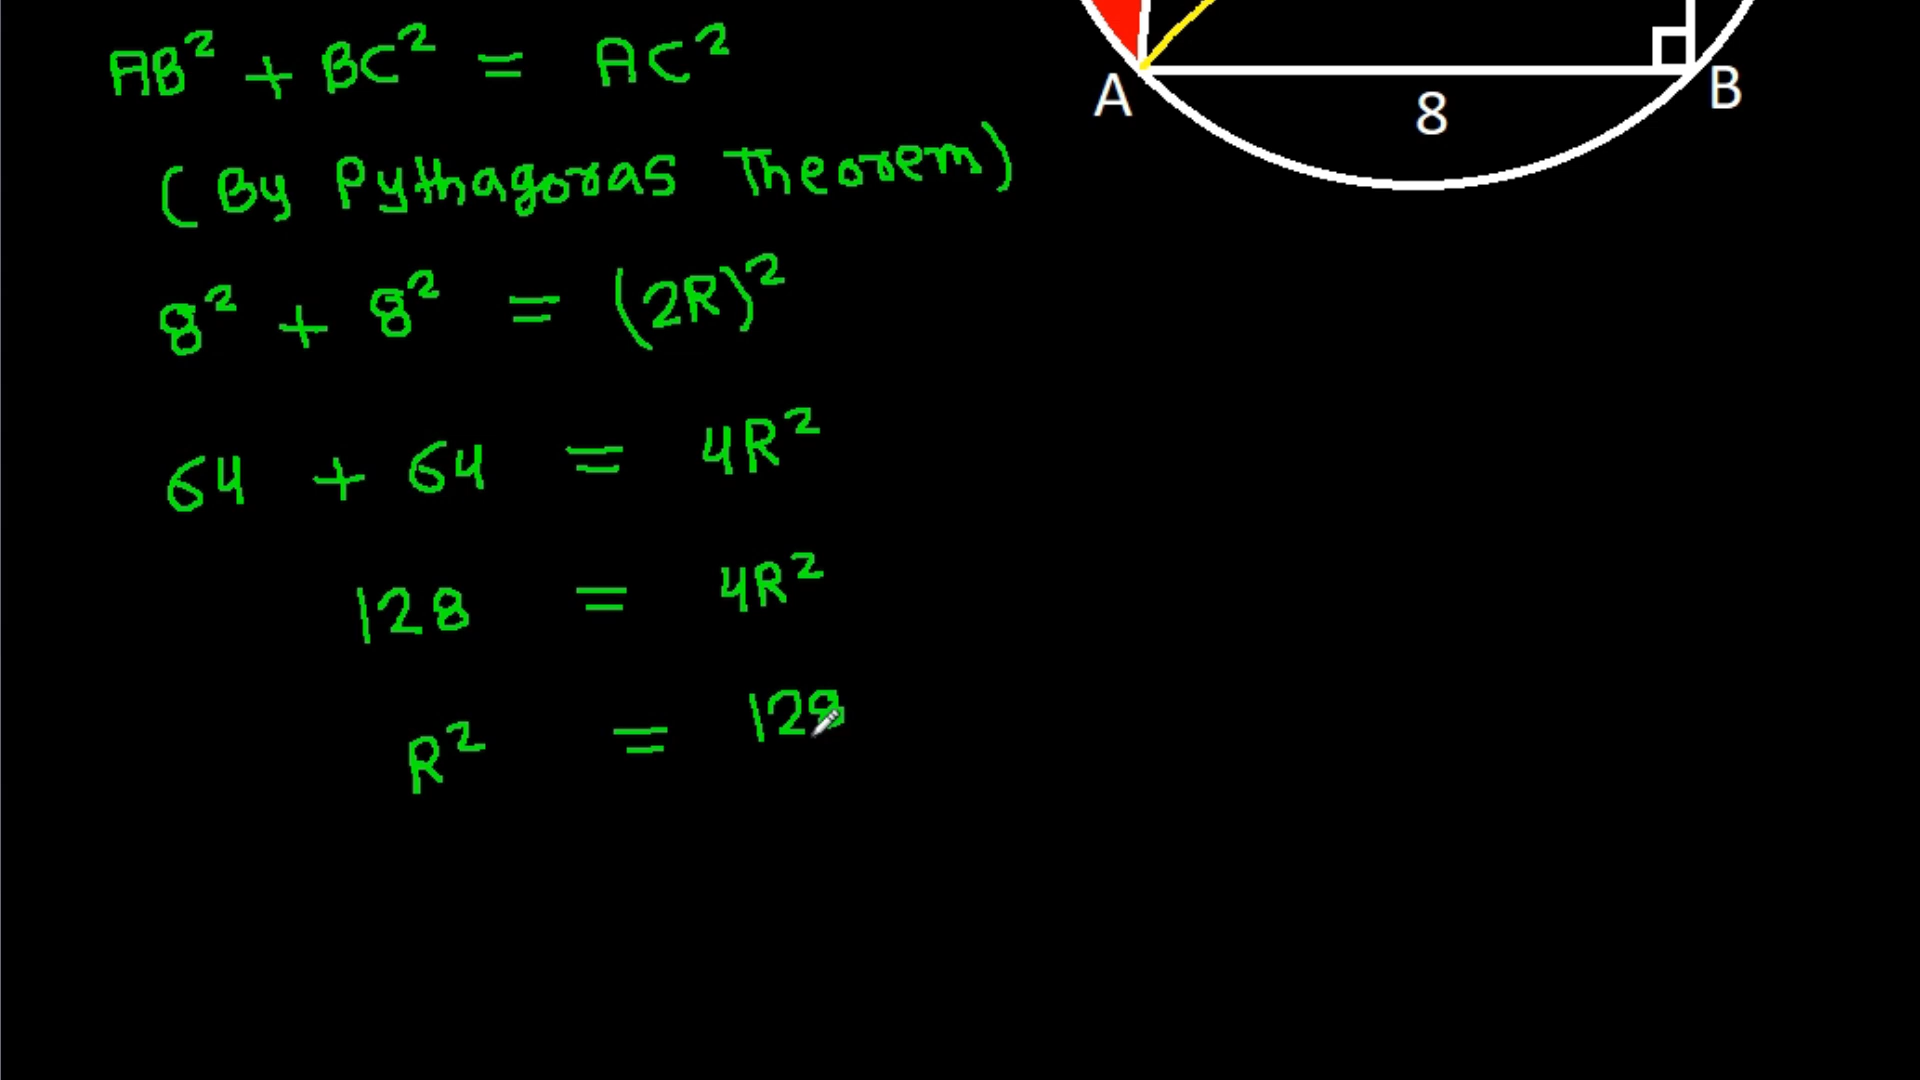 AB² + BC² = AC²
(By Pythagoras Theorem)
8² + 8² = (2R)²
64 + 64 = 4R²
128 = 4R²
R² = 128
A
8
B